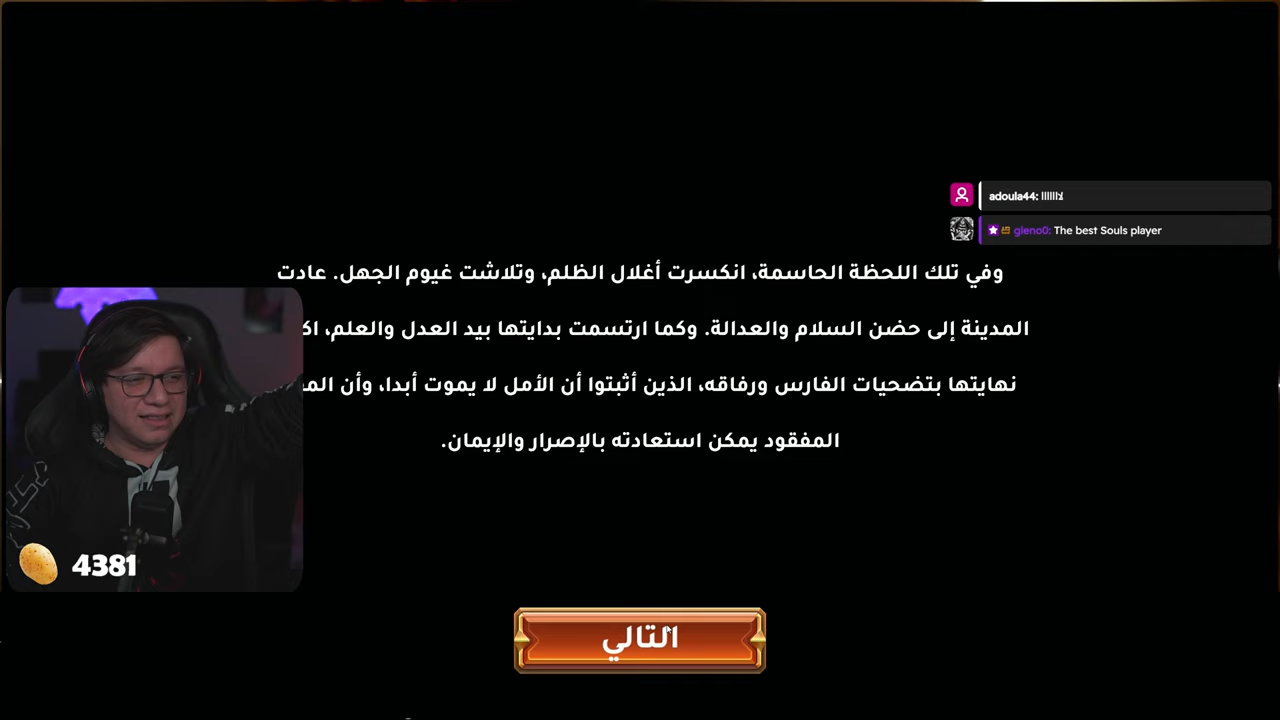 adoula44: لاااااا
gleno0: The best Souls player
وفي تلك اللحظة الحاسمة، انكسرت أغلال الظلم، وتلاشت غيوم الجهل. عادت
المدينة إلى حضن السلام والعدالة. وكما ارتسمت بدايتها بيد العدل والعلم،
نهايتها بتضحيات الفارس ورفاقه، الذين أثبتوا أن الأمل لا يموت أبدا، وأن
المفقود يمكن استعادته بالإصرار والإيمان.
4381
التالي